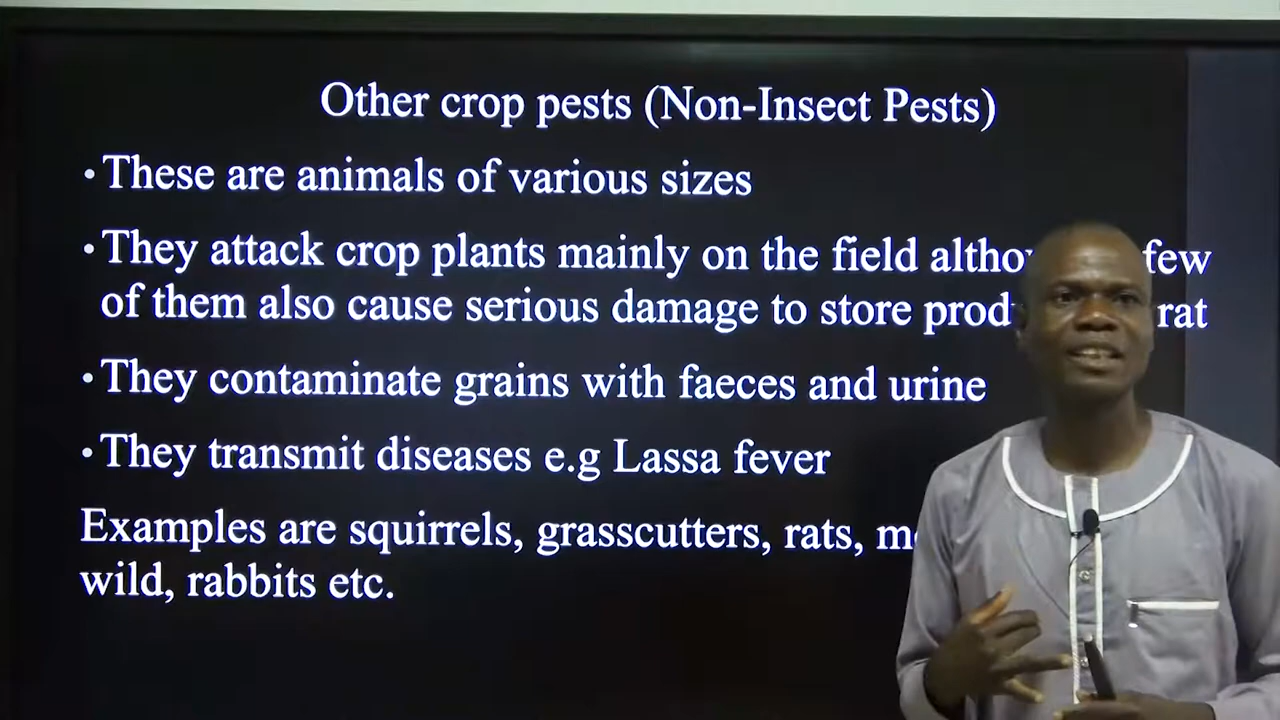 Other crop pests (Non-Insect Pests)
•These are animals of various sizes
•They attack crop plants mainly on the field few
of them also cause serious damage to store rat
•They contaminate grains with faeces and urine
•They transmit diseases e.g Lassa fever
Examples are squirrels, grasscutters, rats,
wild, rabbits etc.